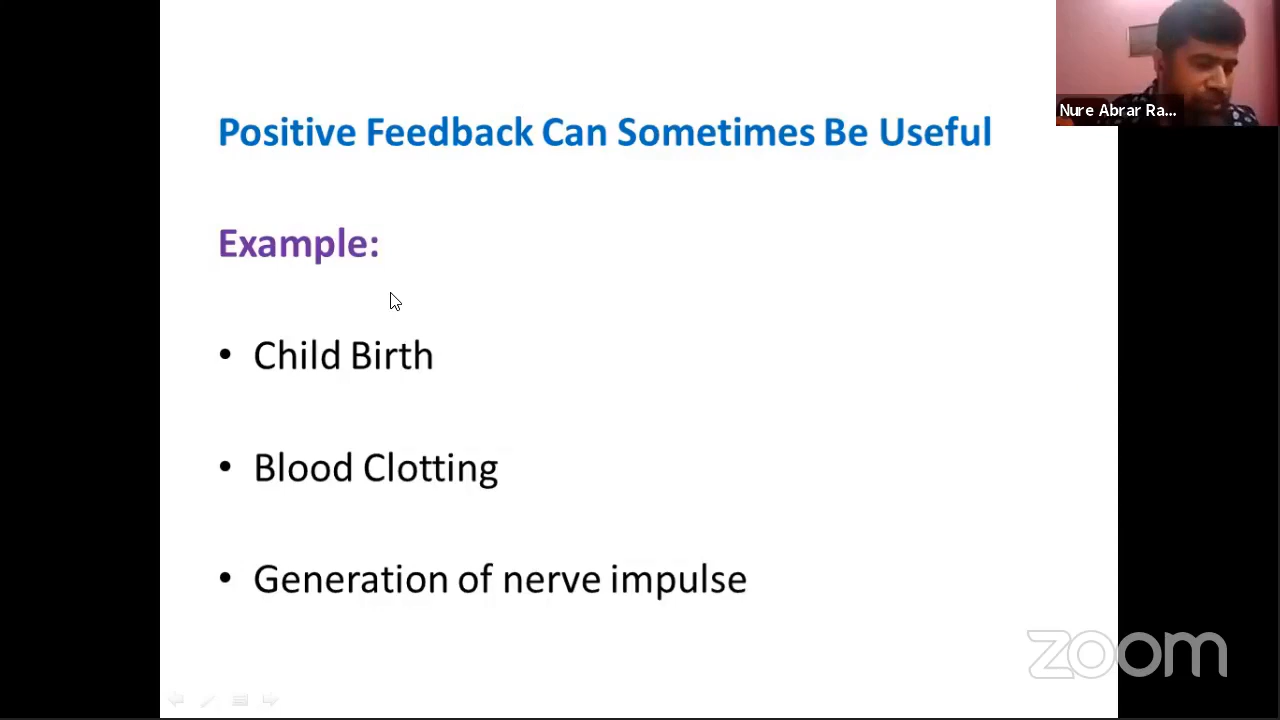 Positive Feedback Can Sometimes Be Useful
Nure Abrar Ra...
Example:
• Child Birth
• Blood Clotting
• Generation of nerve impulse
zoom